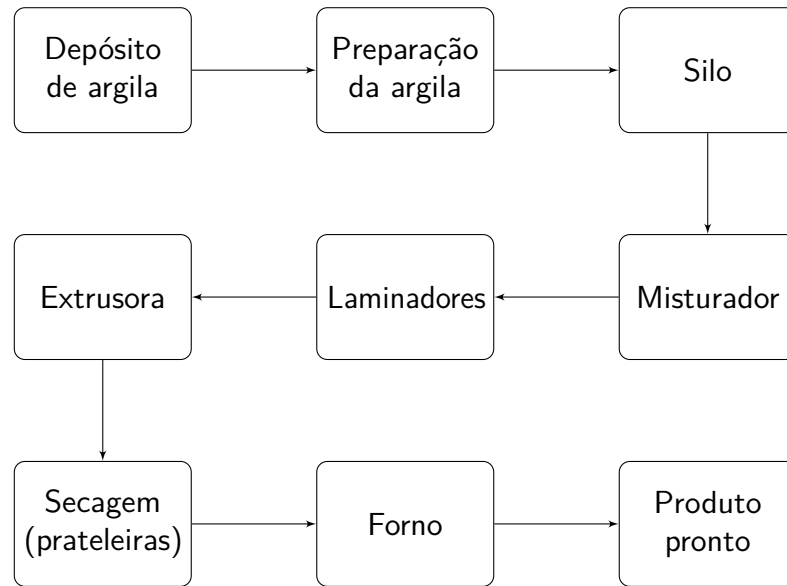 Depósito
de argila
Preparação
da argila
Silo
Extrusora
Laminadores
Misturador
Secagem
(prateleiras)
Forno
Produto
pronto